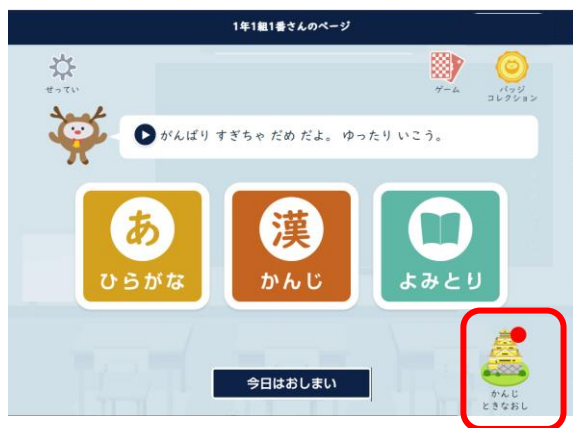 1年1組1番さんのページ
せってい
ゲーム
バッジ
コレクション
がんばり すぎちゃ だめ だよ。 ゆったり いこう。
あ
漢
ひらがな
かんじ
よみとり
今日はおしまい
かんじ
ときなおし